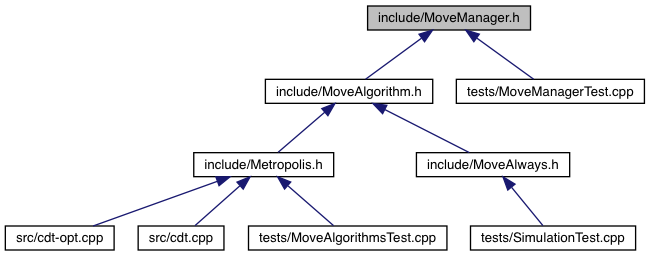 include/MoveManager.h
include/MoveAlgorithm.h
tests/MoveManagerTest.cpp
include/Metropolis.h
include/MoveAlways.h
src/cdt-opt.cpp
src/cdt.cpp
tests/MoveAlgorithmsTest.cpp
tests/SimulationTest.cpp